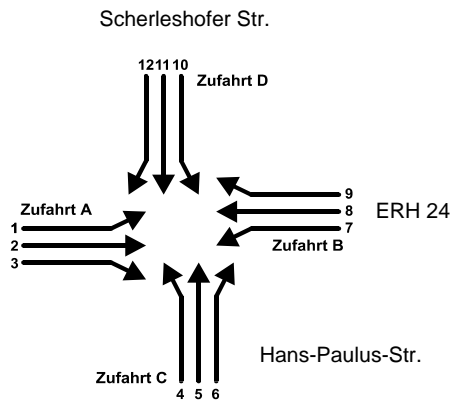 Scherleshofer Str.
12 11 10
Zufahrt D
9
Zufahrt A
8
ERH 24
1
7
2
Zufahrt B
3
Hans-Paulus-Str.
Zufahrt C
4 5 6